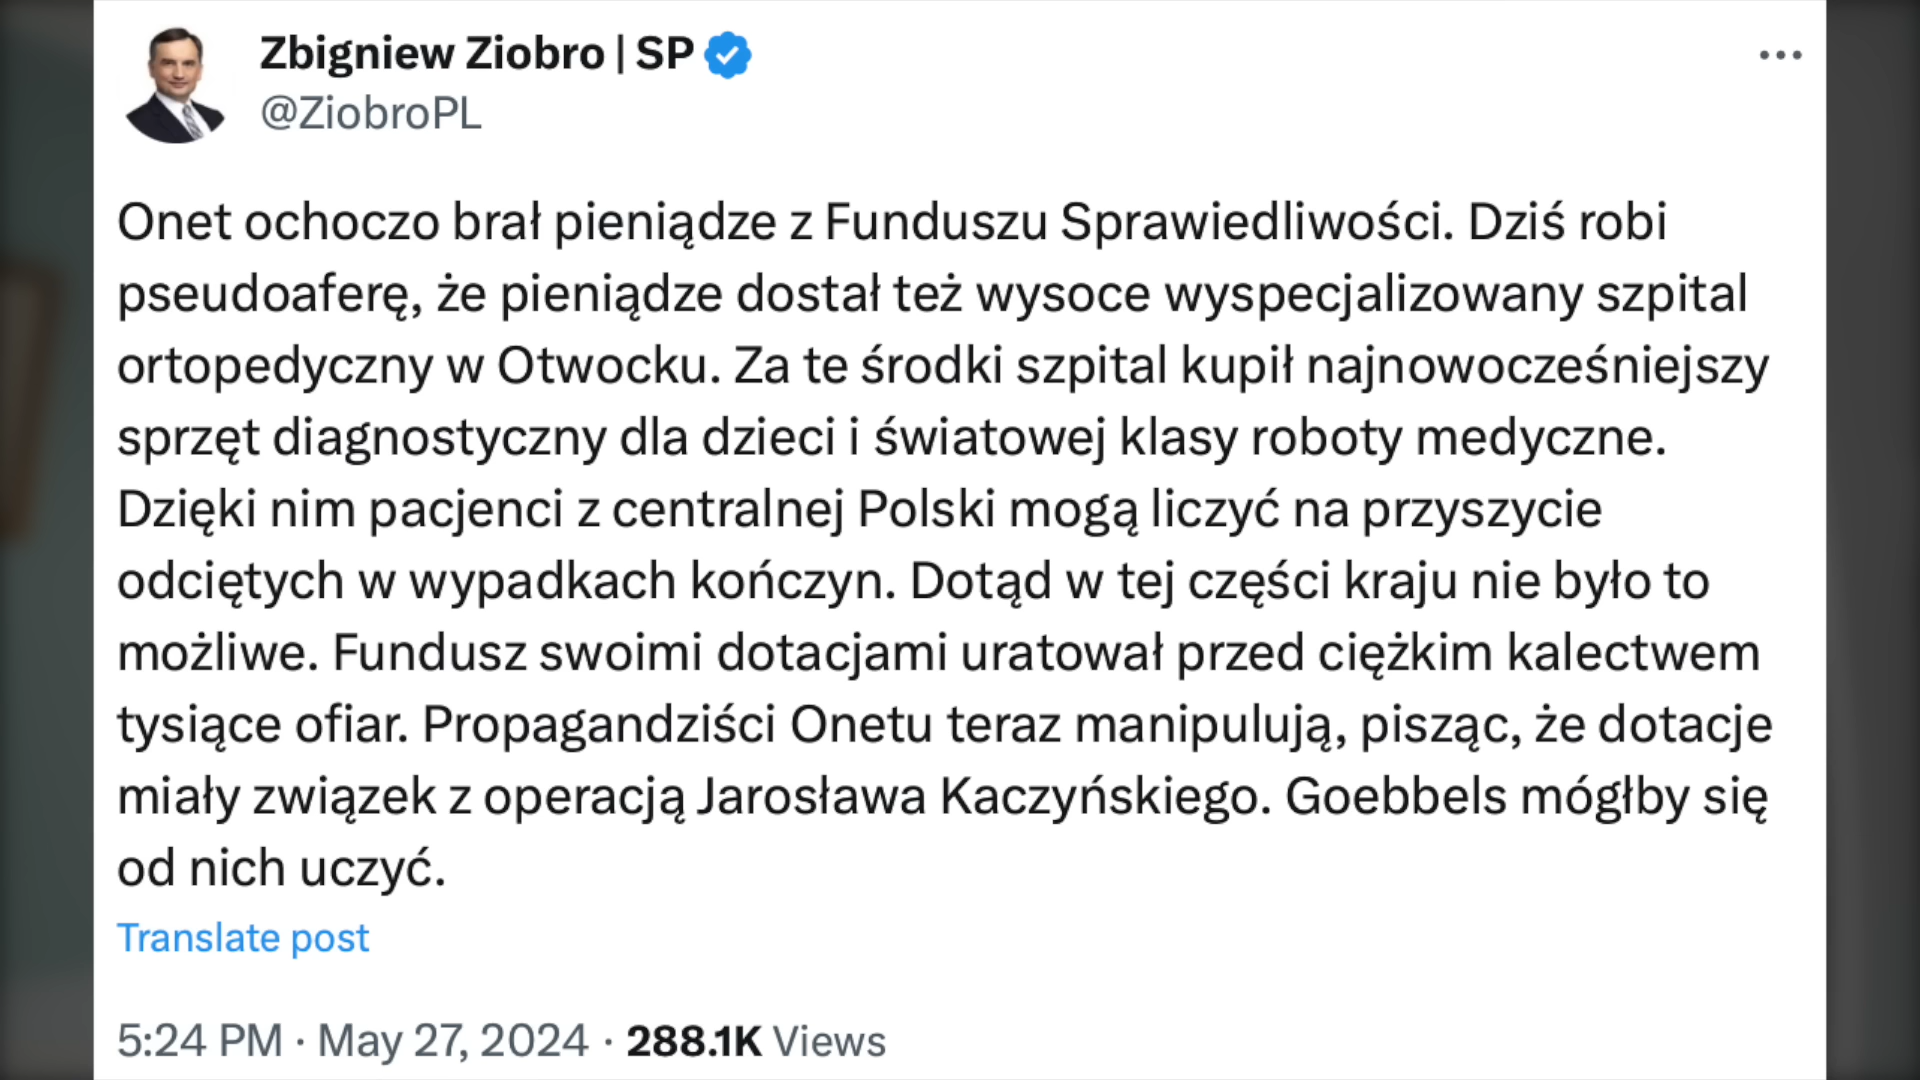 Zbigniew Ziobro | SP
@ZiobroPL
Onet ochoczo brał pieniądze z Funduszu Sprawiedliwości. Dziś robi
pseudoaferę, że pieniądze dostał też wysoce wyspecjalizowany szpital
ortopedyczny w Otwocku. Za te środki szpital kupił najnowocześniejszy
sprzęt diagnostyczny dla dzieci i światowej klasy roboty medyczne.
Dzięki nim pacjenci z centralnej Polski mogą liczyć na przyszycie
odciętych w wypadkach kończyn. Dotąd w tej części kraju nie było to
możliwe. Fundusz swoimi dotacjami uratował przed ciężkim kalectwem
tysiące ofiar. Propagandziści Onetu teraz manipulują, pisząc, że dotacje
miały związek z operacją Jarosława Kaczyńskiego. Goebbels mógłby się
od nich uczyć.
Translate post
5:24 PM · May 27, 2024 · 288.1K Views